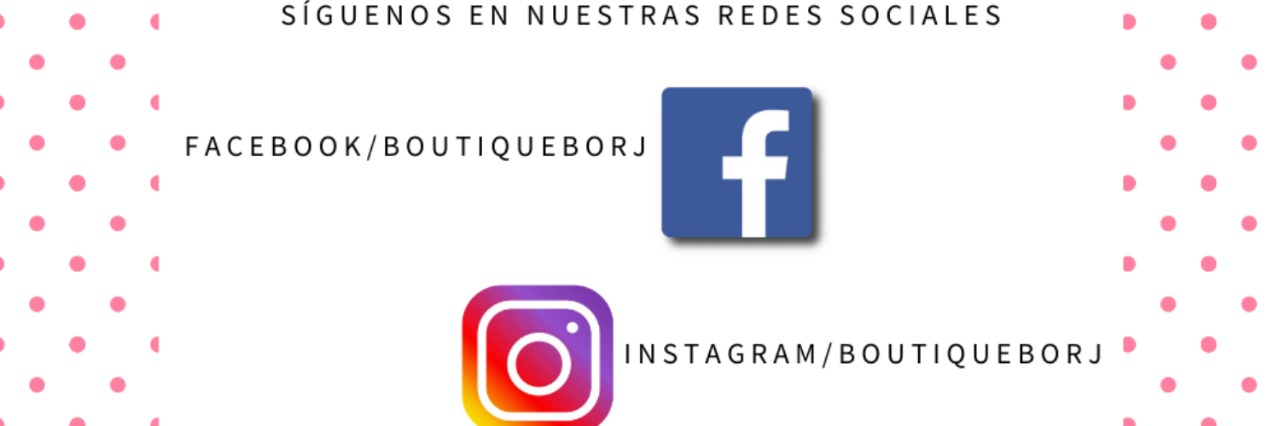 SÍGUENOS EN NUESTRAS REDES SOCIALES
FACEBOOK/BOUTIQUEBORJ
INSTAGRAM/BOUTIQUEBORJ